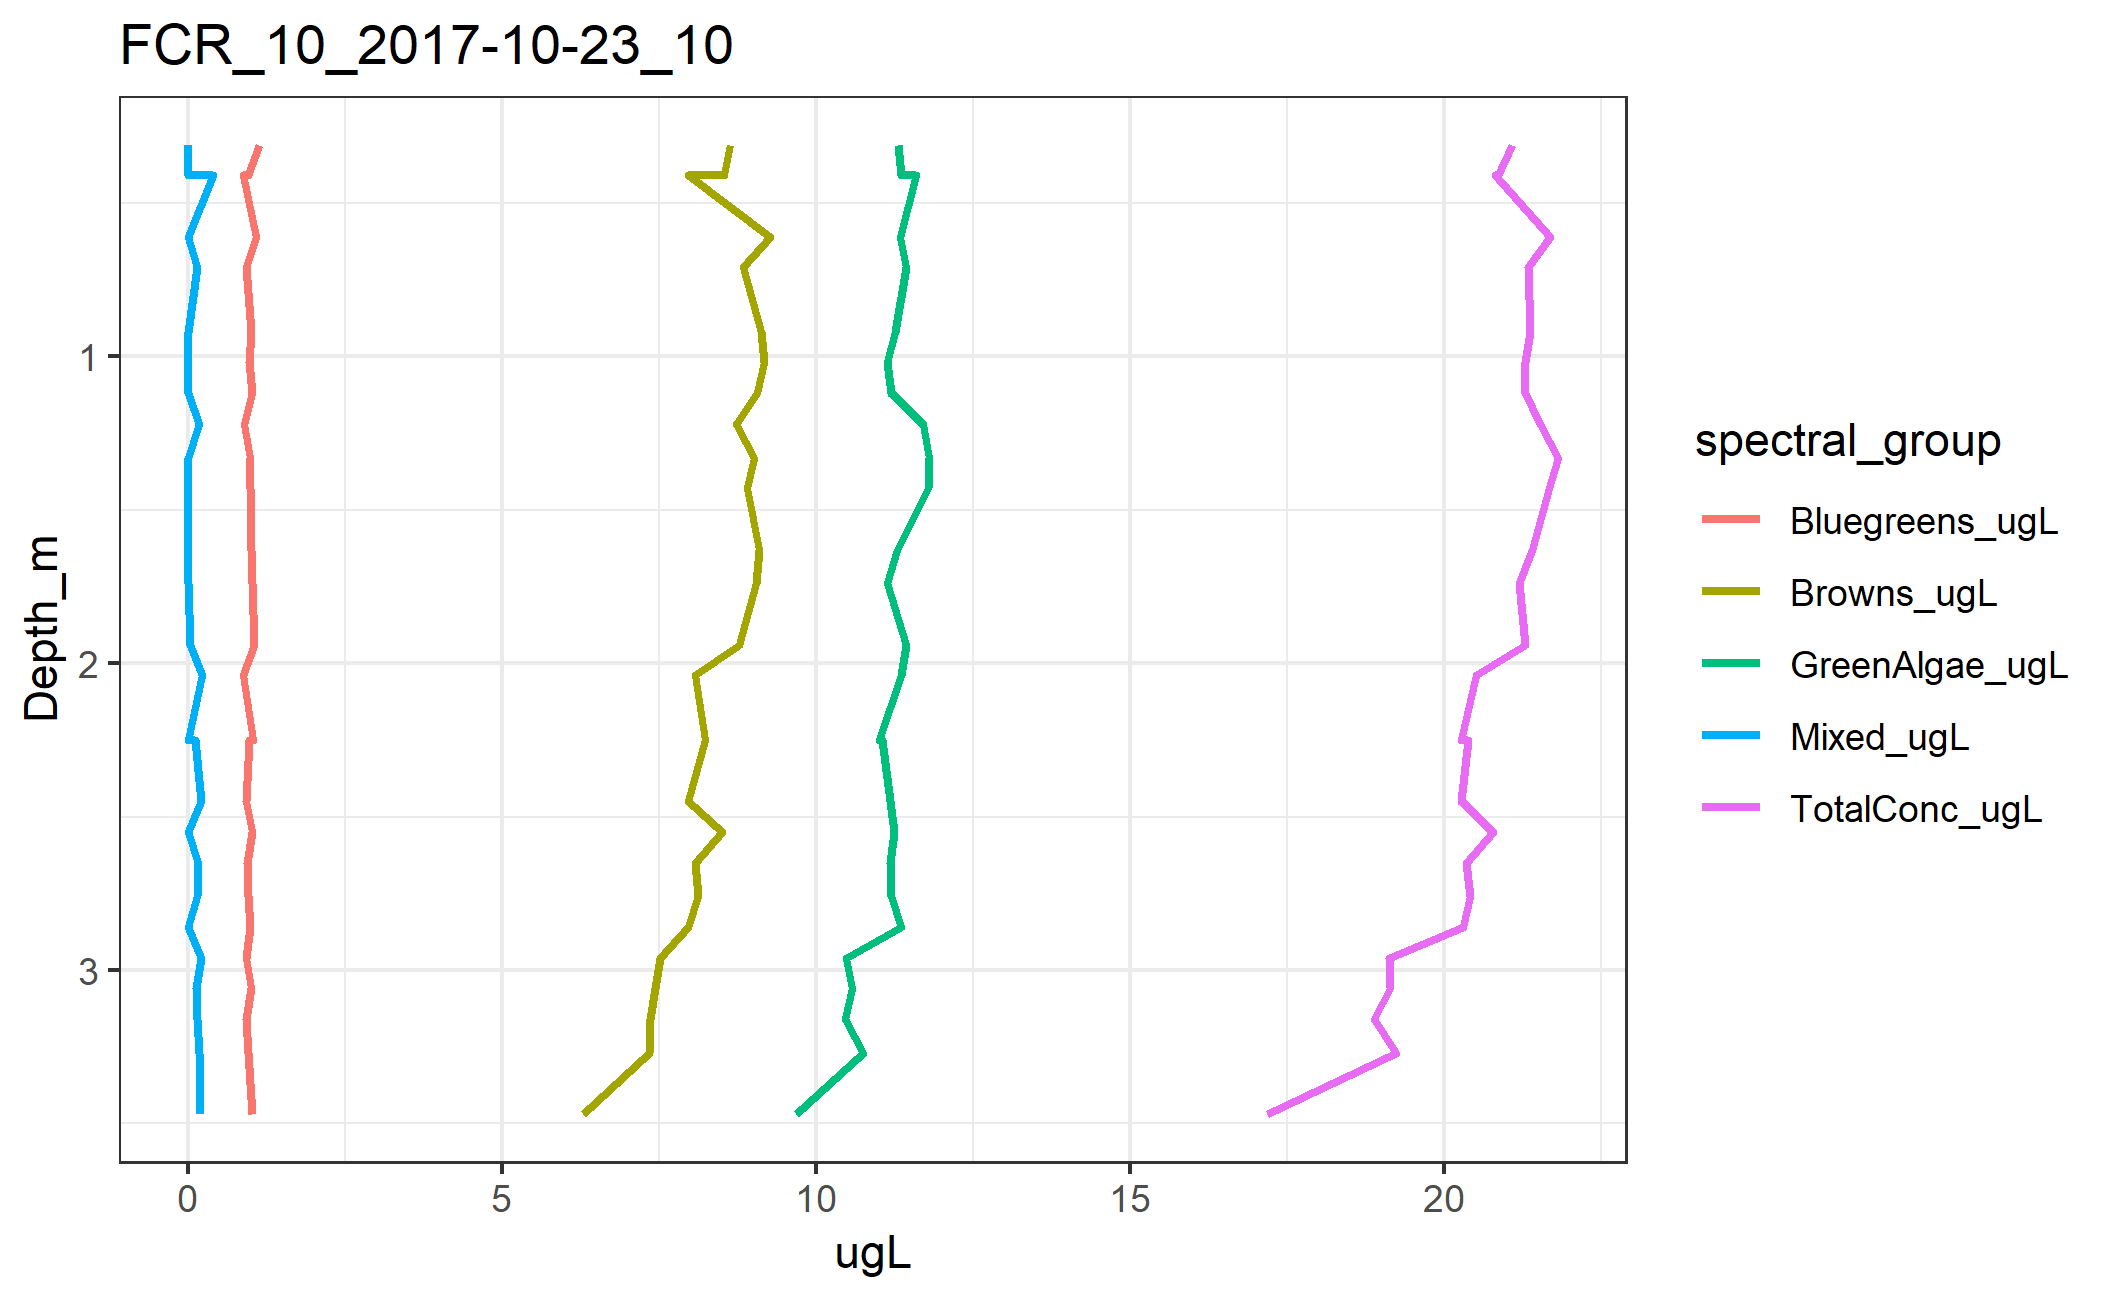 FCR_10_2017-10-23_10
Depth_m
1
2
3
0 5 10 15 20
ugL
spectral_group
Bluegreens_ugL
Browns_ugL
GreenAlgae_ugL
Mixed_ugL
TotalConc_ugL